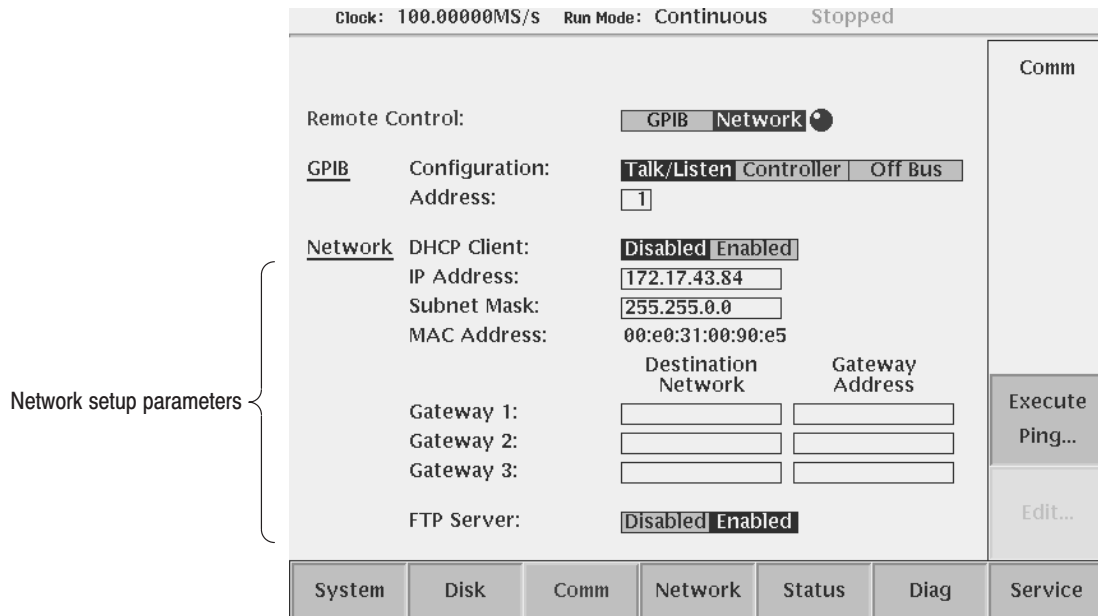 Clock: 100.00000MS/s Run Mode: Continuous Stopped
Comm
Remote Control: GPIB Network
GPIB Configuration: Talk/Listen Controller Off Bus
Address: 1
Network DHCP Client: Disabled Enabled
IP Address: 172.17.43.84
Subnet Mask: 255.255.0.0
MAC Address: 00:e0:31:00:90:e5
Destination Network Gateway Address
Network setup parameters
Gateway 1:
Gateway 2:
Gateway 3:
Execute Ping...
FTP Server: Disabled Enabled
Edit...
System Disk Comm Network Status Diag Service